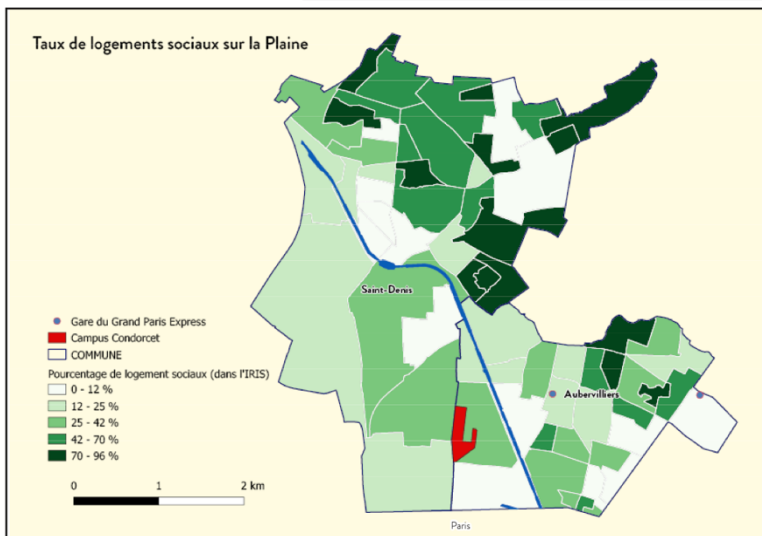 Taux de logements sociaux sur la Plaine
Saint-Denis
Gare du Grand Paris Express
Campus Condorcet
COMMUNE
Pourcentage de logement sociaux (dans l'IRIS)
0 - 12 %
12 - 25 %
25 - 42 %
42 - 70 %
70 - 96 %
Aubervilliers
0 1 2 km
Paris